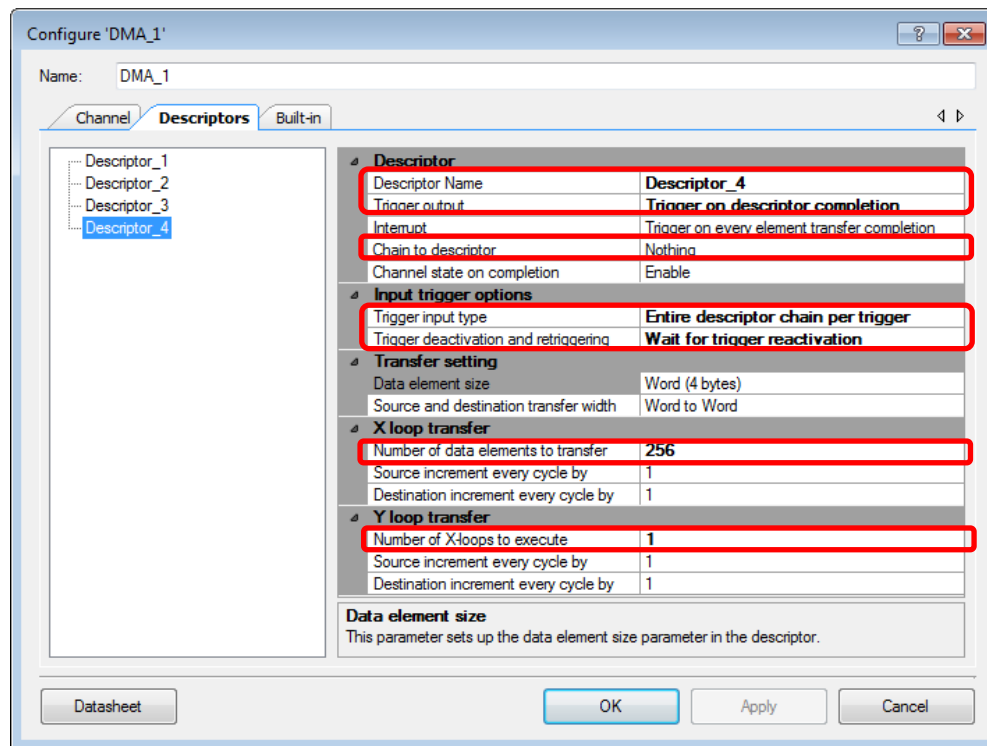 Configure 'DMA_1'
Name: DMA_1
Channel Descriptors Built-in
Descriptor_1
Descriptor_2
Descriptor_3
Descriptor_4
Descriptor
Descriptor Name Descriptor_4
Trigger output Trigger on descriptor completion
Interrupt Trigger on every element transfer completion
Chain to descriptor Nothing
Channel state on completion Enable
Input trigger options
Trigger input type Entire descriptor chain per trigger
Trigger deactivation and retriggering Wait for trigger reactivation
Transfer setting
Data element size Word (4 bytes)
Source and destination transfer width Word to Word
X loop transfer
Number of data elements to transfer 256
Source increment every cycle by 1
Destination increment every cycle by 1
Y loop transfer
Number of X-loops to execute 1
Source increment every cycle by 1
Destination increment every cycle by 1
Data element size
This parameter sets up the data element size parameter in the descriptor.
Datasheet OK Apply Cancel